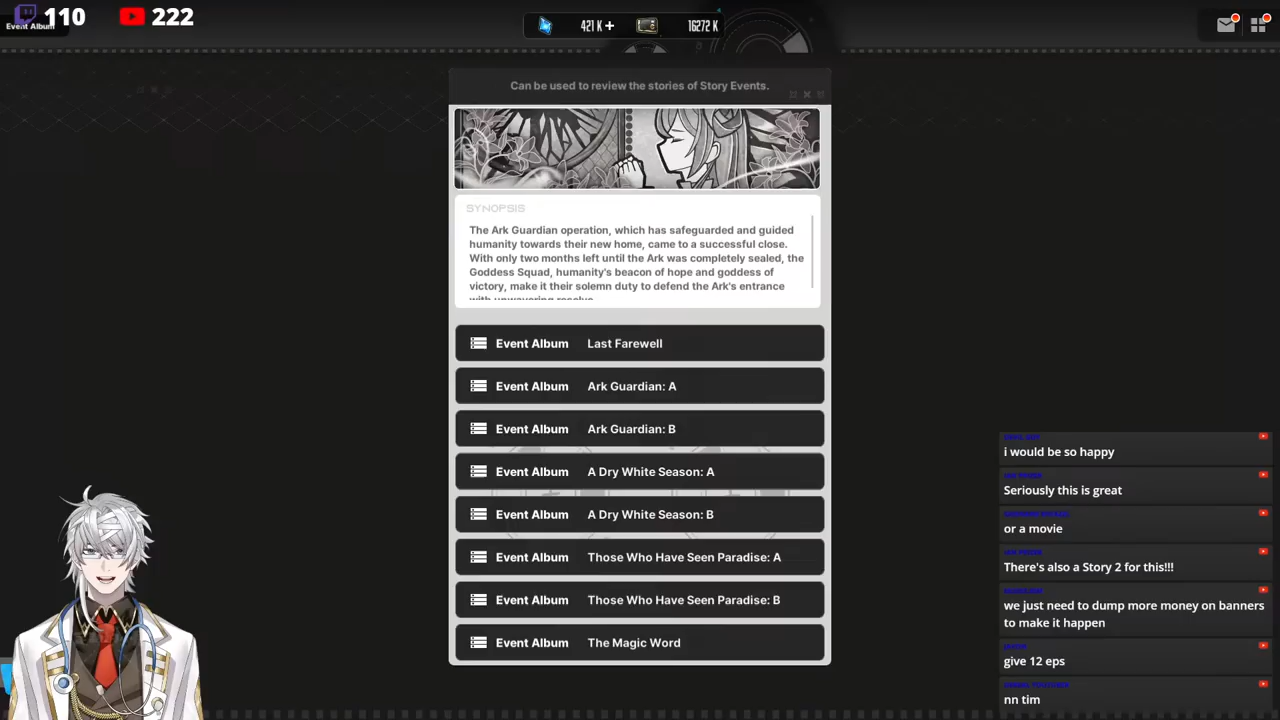 110
222
Event Album
421 K +
16272 K
Can be used to review the stories of Story Events.
SYNOPSIS
The Ark Guardian operation, which has safeguarded and guided
humanity towards their new home, came to a successful close.
With only two months left until the Ark was completely sealed, the
Goddess Squad, humanity's beacon of hope and goddess of
victory, make it their solemn duty to defend the Ark's entrance
with unwavering resolve.
Event Album Last Farewell
Event Album Ark Guardian: A
Event Album Ark Guardian: B
Event Album A Dry White Season: A
Event Album A Dry White Season: B
Event Album Those Who Have Seen Paradise: A
Event Album Those Who Have Seen Paradise: B
Event Album The Magic Word
i would be so happy
Seriously this is great
or a movie
There's also a Story 2 for this!!!
we just need to dump more money on banners
to make it happen
give 12 eps
nn tim